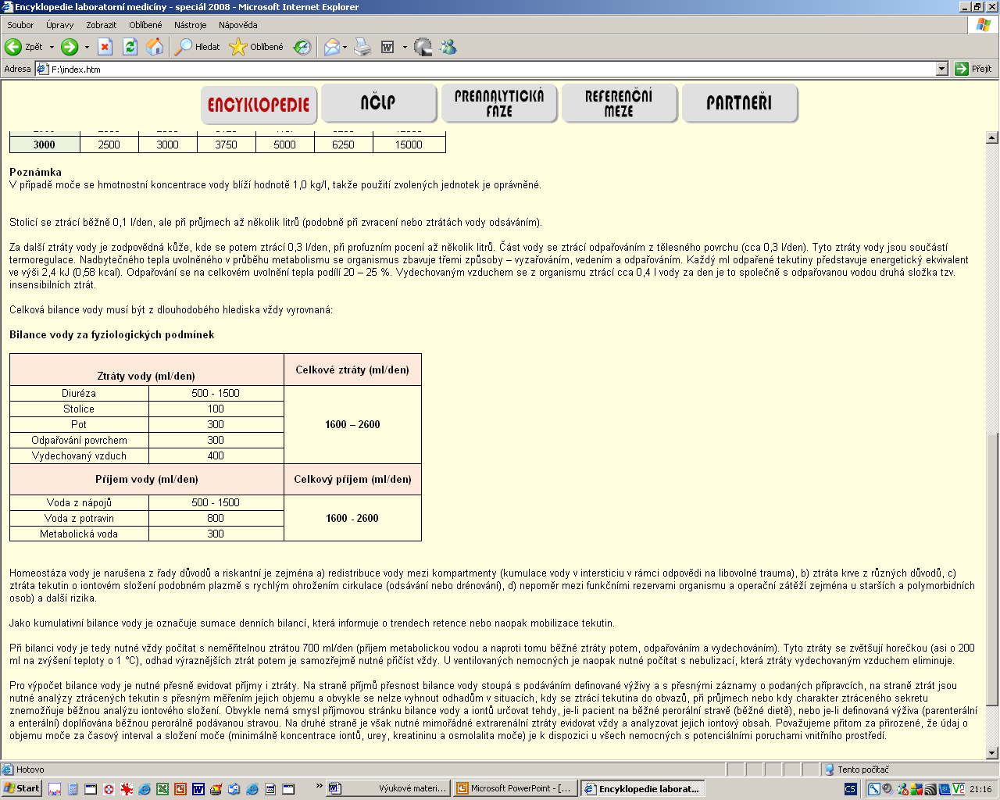 Encyklopedie laboratorní medicíny - speciál 2008 - Microsoft Internet Explorer
Soubor Úpravy Zobrazit Oblíbené Nástroje Nápověda
Zpět Hledat Oblíbené
Adresa F:\index.htm Přejít
ENCYKLOPEDIE NČLP PREANALYTICKÁ FÁZE REFERENČNÍ MEZE PARTNEŘI
3000 2500 3000 3750 5000 6250 15000
Poznámka
V případě moče se hmotnostní koncentrace vody blíží hodnotě 1,0 kg/l, takže použití zvolených jednotek je oprávněné.
Stolicí se ztrácí běžně 0,1 l/den, ale při průjmech až několik litrů (podobně při zvracení nebo ztrátách vody odsáváním).
Za další ztráty vody je zodpovědná kůže, kde se potem ztrácí 0,3 l/den, při profuzním pocení až několik litrů. Část vody se ztrácí odpařováním z tělesného povrchu (cca 0,3 l/den). Tyto ztráty vody jsou součástí
termoregulace. Nadbytečného tepla uvolněného v průběhu metabolismu se organismus zbavuje třemi způsoby – vyzařováním, vedením a odpařováním. Každý ml odpařené tekutiny představuje energetický ekvivalent
ve výši 2,4 kJ (0,58 kcal). Odpařování se na celkovém uvolnění tepla podílí 20 – 25 %. Vydechovaným vzduchem se z organismu ztrácí cca 0,4 l vody za den je to společně s odpařovanou vodou druhá složka tzv.
insensibilních ztrát.
Celková bilance vody musí být z dlouhodobého hlediska vždy vyrovnaná:
Bilance vody za fyziologických podmínek
Ztráty vody (ml/den) Celkové ztráty (ml/den)
Diuréza 500 - 1500
Stolice 100
Pot 300 1600 – 2600
Odpařování povrchem 300
Vydechovaný vzduch 400
Příjem vody (ml/den) Celkový příjem (ml/den)
Voda z nápojů 500 - 1500
Voda z potravin 800 1600 - 2600
Metabolická voda 300
Homeostáza vody je narušena z řady důvodů a riskantní je zejména a) redistribuce vody mezi kompartmenty (kumulace vody v intersticiu v rámci odpovědi na libovolné trauma), b) ztráta krve z různých důvodů, c)
ztráta tekutin o iontovém složení podobném plazmě s rychlým ohrožením cirkulace (odsávání nebo drénování), d) nepoměr mezi funkčními rezervami organismu a operační zátěží zejména u starších a polymorbidních
osob) a další rizika.
Jako kumulativní bilance vody je označuje sumace denních bilancí, která informuje o trendech retence nebo naopak mobilizace tekutin.
Při bilanci vody je tedy nutné vždy počítat s neměřitelnou ztrátou 700 ml/den (příjem metabolickou vodou a naproti tomu běžné ztráty potem, odpařováním a vydechováním). Tyto ztráty se zvětšují horečkou (asi o 200
ml na zvýšení teploty o 1 °C), odhad výraznějších ztrát potem je samozřejmě nutné přičíst vždy. U ventilovaných nemocných je naopak nutné počítat s nebulizací, která ztráty vydechovaným vzduchem eliminuje.
Pro výpočet bilance vody je nutné přesně evidovat příjmy i ztráty. Na straně příjmů přesnost bilance vody stoupá s podáváním definované výživy a s přesnými záznamy o podaných přípravcích, na straně ztrát jsou
nutné analýzy ztrácených tekutin s přesným měřením jejich objemu a obvykle se nelze vyhnout odhadům v situacích, kdy se ztrácí tekutina do obvazů, při průjmech nebo kdy charakter ztráceného sekretu
znemožňuje běžnou analýzu iontového složení. Obvykle nemá smysl příjmovou stránku bilance vody a iontů určovat tehdy, je-li pacient na běžné perorální stravě (běžné dietě), nebo je-li definovaná výživa (parenterální
a enterální) doplňována běžnou perorálně podávanou stravou. Na druhé straně je však nutné mimořádné extrarenální ztráty evidovat vždy a analyzovat jejich iontový obsah. Považujeme přitom za přirozené, že údaj o
objemu moče za časový interval a složení moče (minimálně koncentrace iontů, urey, kreatininu a osmolalita moče) je k dispozici u všech nemocných s potenciálními poruchami vnitřního prostředí.
Hotovo Tento počítač
Start » Výukové materi... Microsoft PowerPoint - [... Encyklopedie laborat... CS 21:16